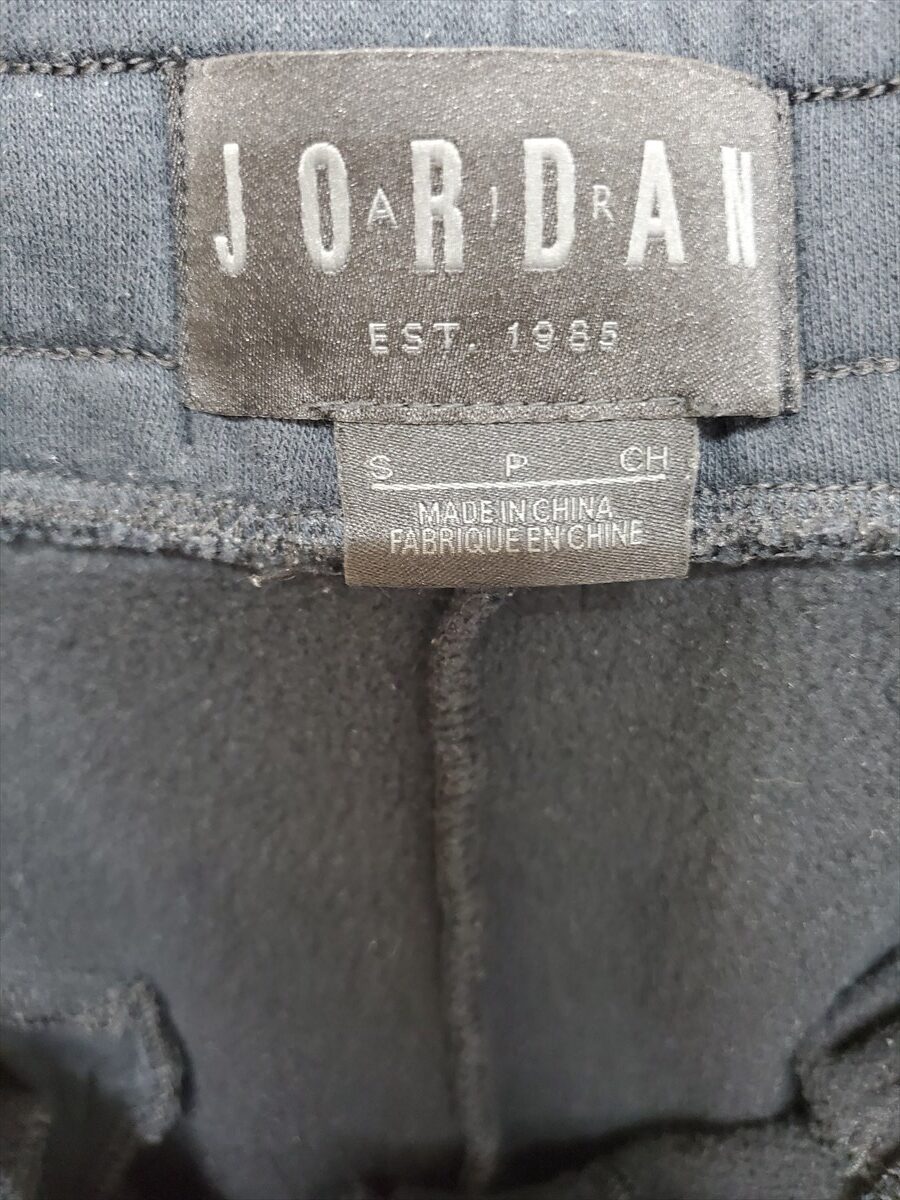 JORDAN
AIR
EST. 1985
S P CH
MADE IN CHINA
FABRIQUE EN CHINE